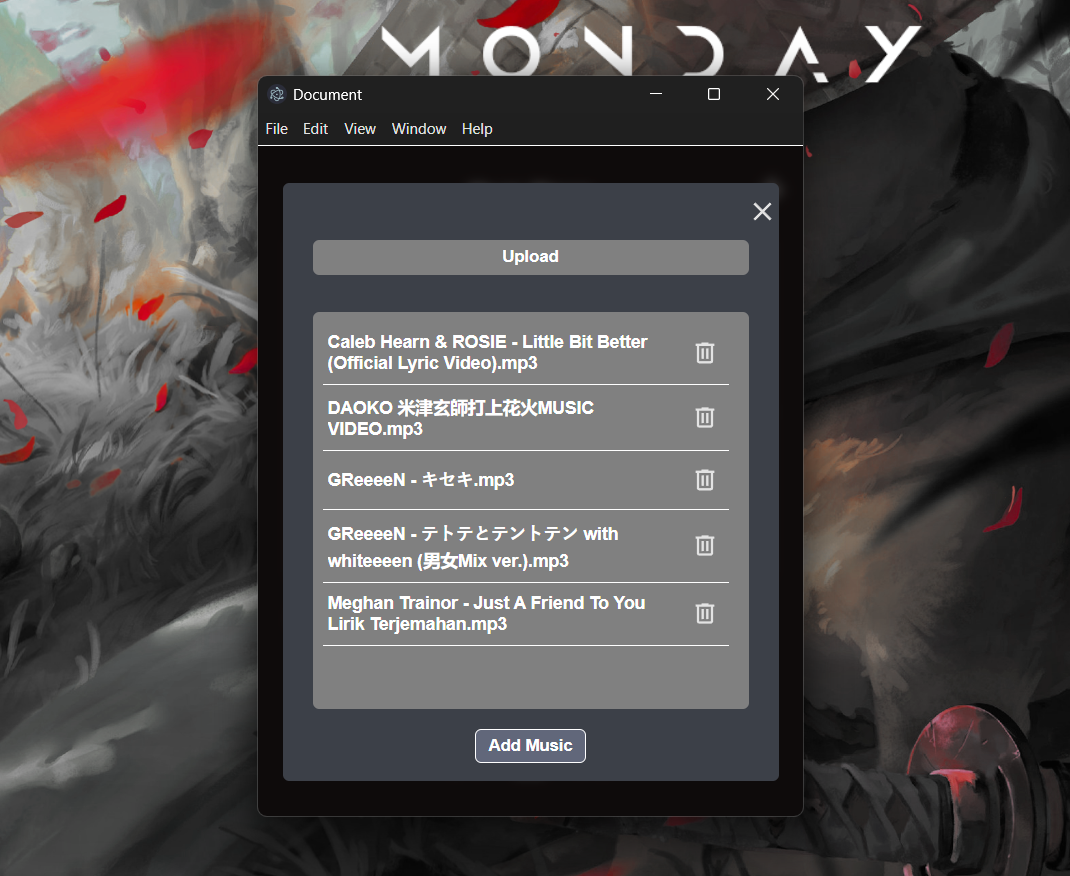 MONDAY
Document
File Edit View Window Help
Upload
Caleb Hearn & ROSIE - Little Bit Better
(Official Lyric Video).mp3
DAOKO 米津玄師打上花火MUSIC
VIDEO.mp3
GReeeeN - キセキ.mp3
GReeeeN - テトテとテントテン with
whiteeeen (男女Mix ver.).mp3
Meghan Trainor - Just A Friend To You
Lirik Terjemahan.mp3
Add Music